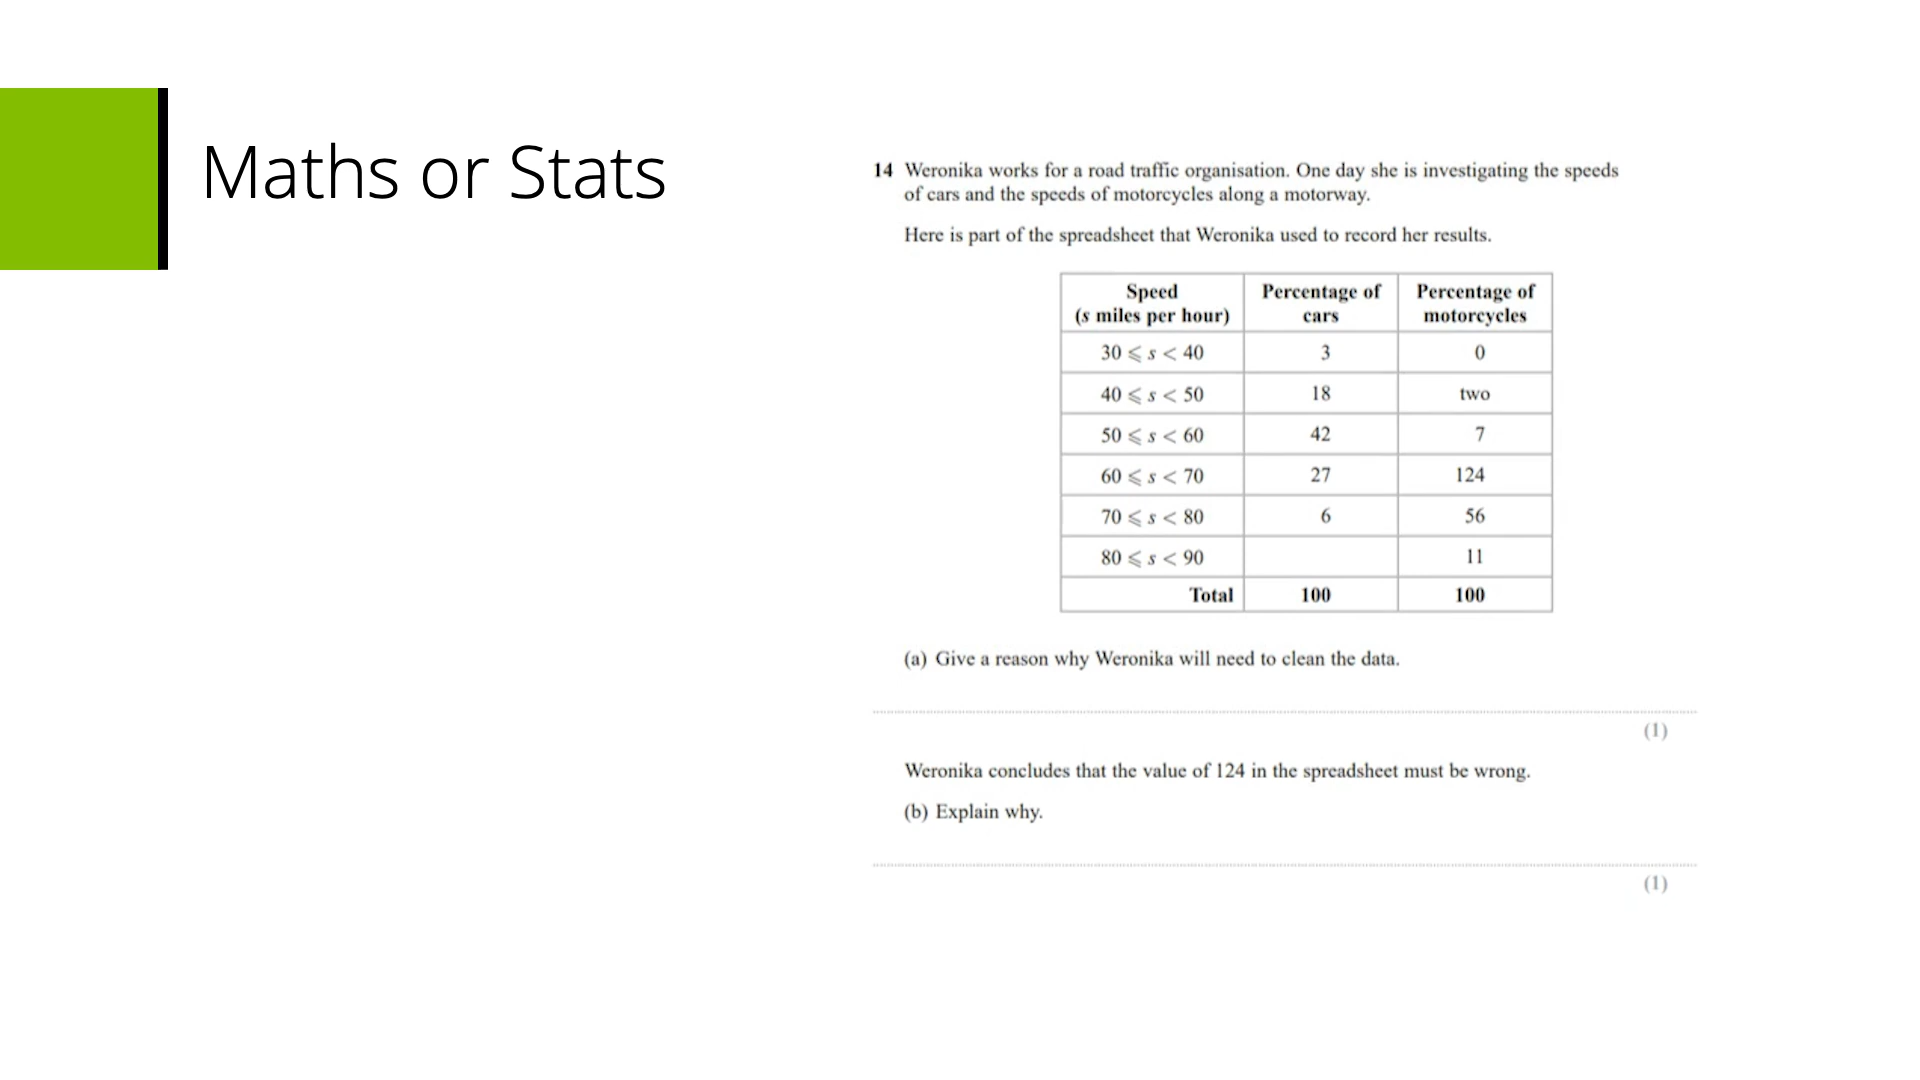 Maths or Stats
14 Weronika works for a road traffic organisation. One day she is investigating the speeds
of cars and the speeds of motorcycles along a motorway.
Here is part of the spreadsheet that Weronika used to record her results.
Speed (s miles per hour) Percentage of cars Percentage of motorcycles
30 ⩽ s < 40 3 0
40 ⩽ s < 50 18 two
50 ⩽ s < 60 42 7
60 ⩽ s < 70 27 124
70 ⩽ s < 80 6 56
80 ⩽ s < 90 11
Total 100 100
(a) Give a reason why Weronika will need to clean the data.
(1)
Weronika concludes that the value of 124 in the spreadsheet must be wrong.
(b) Explain why.
(1)